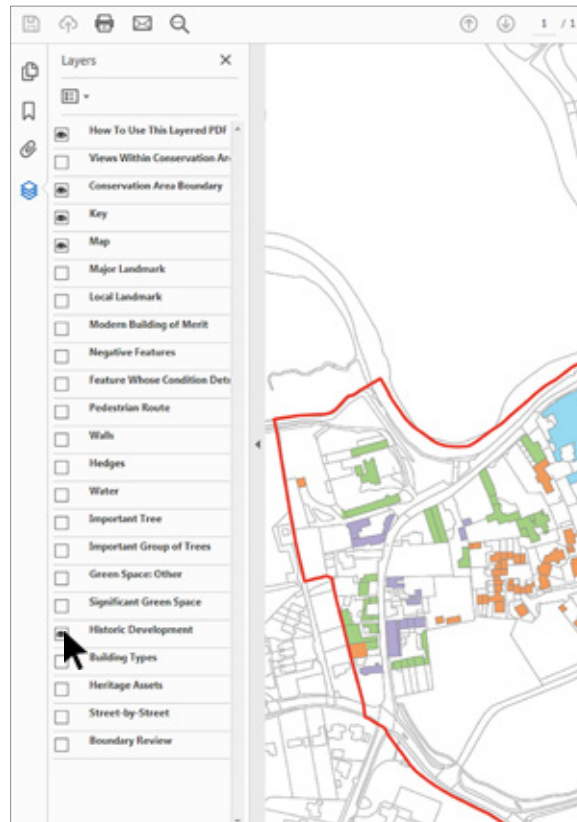 1 / 1
Layers
How To Use This Layered PDF
Views Within Conservation Ar
Conservation Area Boundary
Key
Map
Major Landmark
Local Landmark
Modern Building of Merit
Negative Features
Feature Whose Condition Detr
Pedestrian Route
Walls
Hedges
Water
Important Tree
Important Group of Trees
Green Space: Other
Significant Green Space
Historic Development
Building Types
Heritage Assets
Street-by-Street
Boundary Review